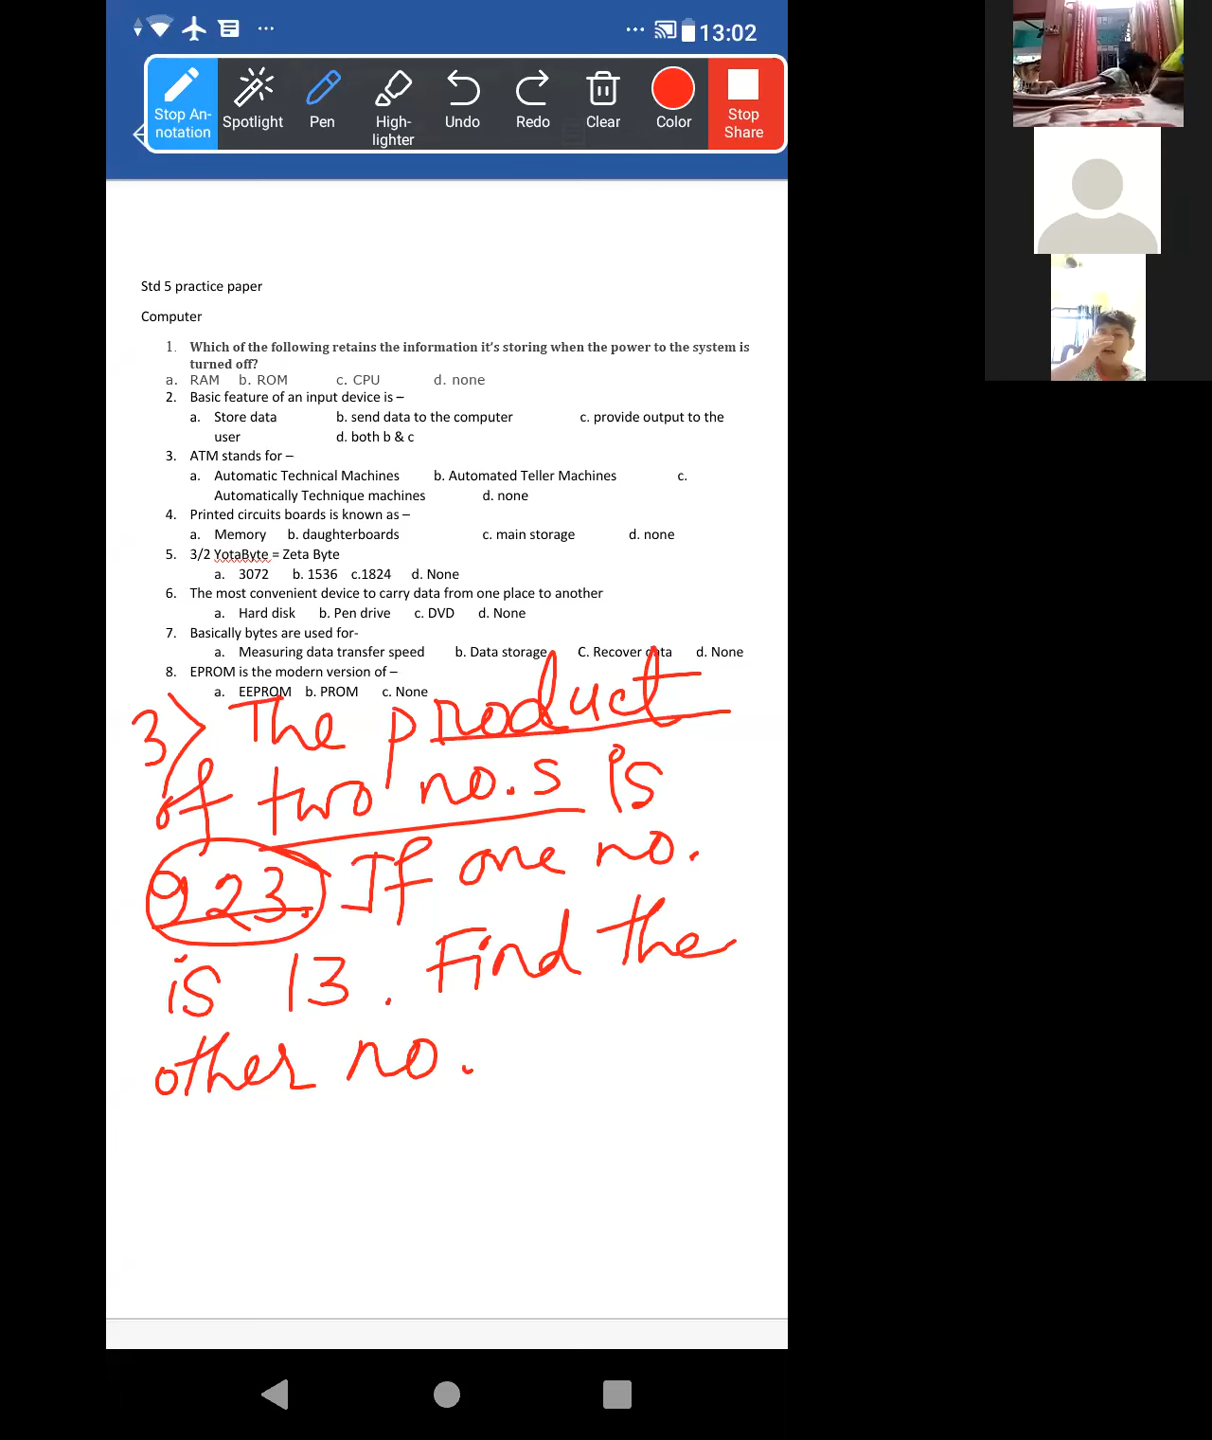 13:02
Stop An-
notation
Spotlight
Pen
High-
lighter
Undo
Redo
Clear
Color
Stop
Share
Std 5 practice paper
Computer
1. Which of the following retains the information it's storing when the power to the system is
turned off?
a. RAM b. ROM c. CPU d. none
2. Basic feature of an input device is –
a. Store data b. send data to the computer c. provide output to the
user d. both b & c
3. ATM stands for –
a. Automatic Technical Machines b. Automated Teller Machines c.
Automatically Technique machines d. none
4. Printed circuits boards is known as –
a. Memory b. daughterboards c. main storage d. none
5. 3/2 YotaByte = Zeta Byte
a. 3072 b. 1536 c.1824 d. None
6. The most convenient device to carry data from one place to another
a. Hard disk b. Pen drive c. DVD d. None
7. Basically bytes are used for-
a. Measuring data transfer speed b. Data storage C. Recover data d. None
8. EPROM is the modern version of –
a. EEPROM b. PROM c. None
3> The product
of two no.s is
923. If one no.
is 13. Find the
other no.